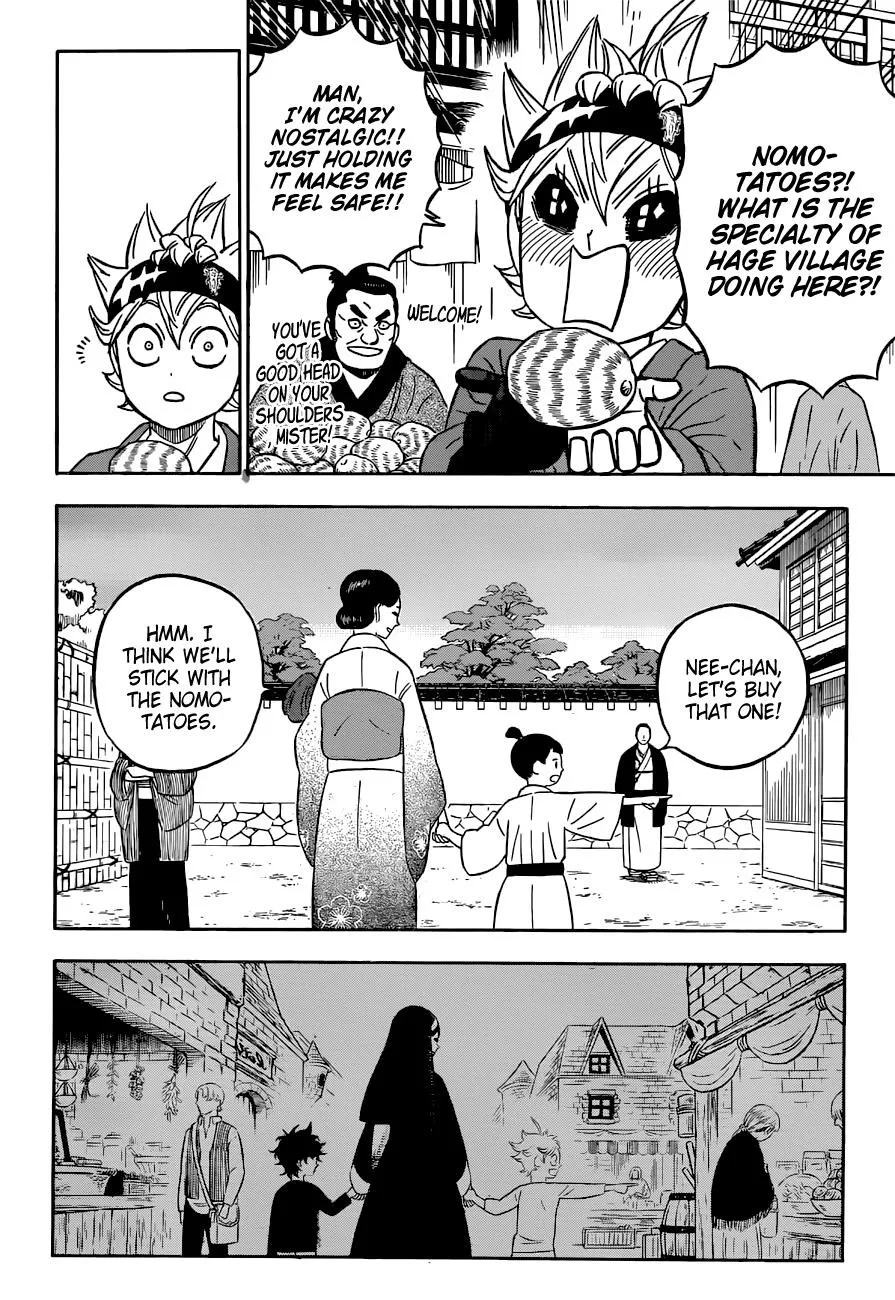 NOMO-
TATOES?!
WHAT IS THE
SPECIALTY OF
HAGE VILLAGE
DOING HERE?!
MAN,
I'M CRAZY
NOSTALGIC!!
JUST HOLDING
IT MAKES ME
FEEL SAFE!!
WELCOME!
YOU'VE
GOT A
GOOD HEAD
ON YOUR
SHOULDERS
, MISTER!
NEE-CHAN,
LET'S BUY
THAT ONE!
HMM. I
THINK WE'LL
STICK WITH
THE NOMO-
TATOES.